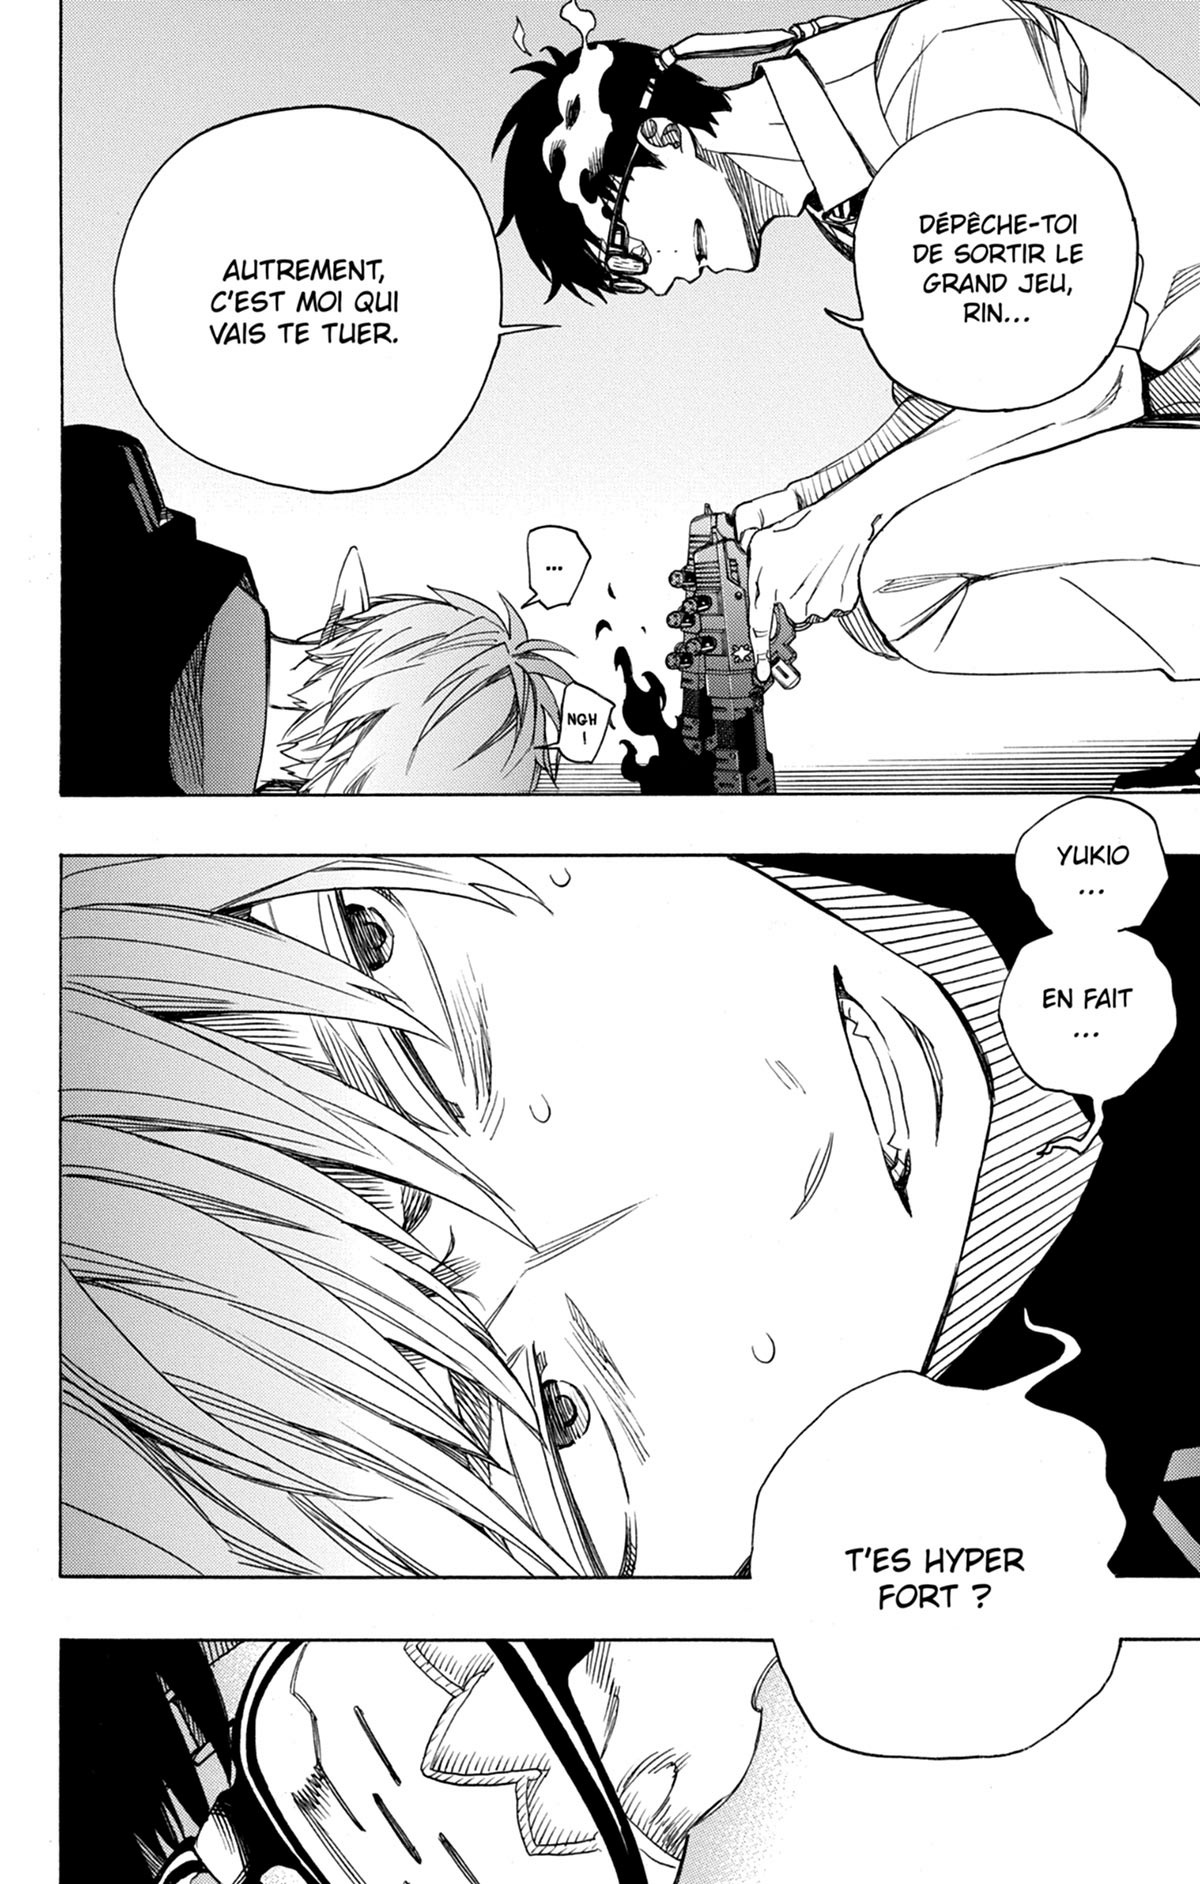 DÉPÊCHE-TOI
DE SORTIR LE
GRAND JEU,
RIN...
AUTREMENT,
C'EST MOI QUI
VAIS TE TUER.
...
NGH
!
YUKIO
...
EN FAIT
...
T'ES HYPER
FORT ?